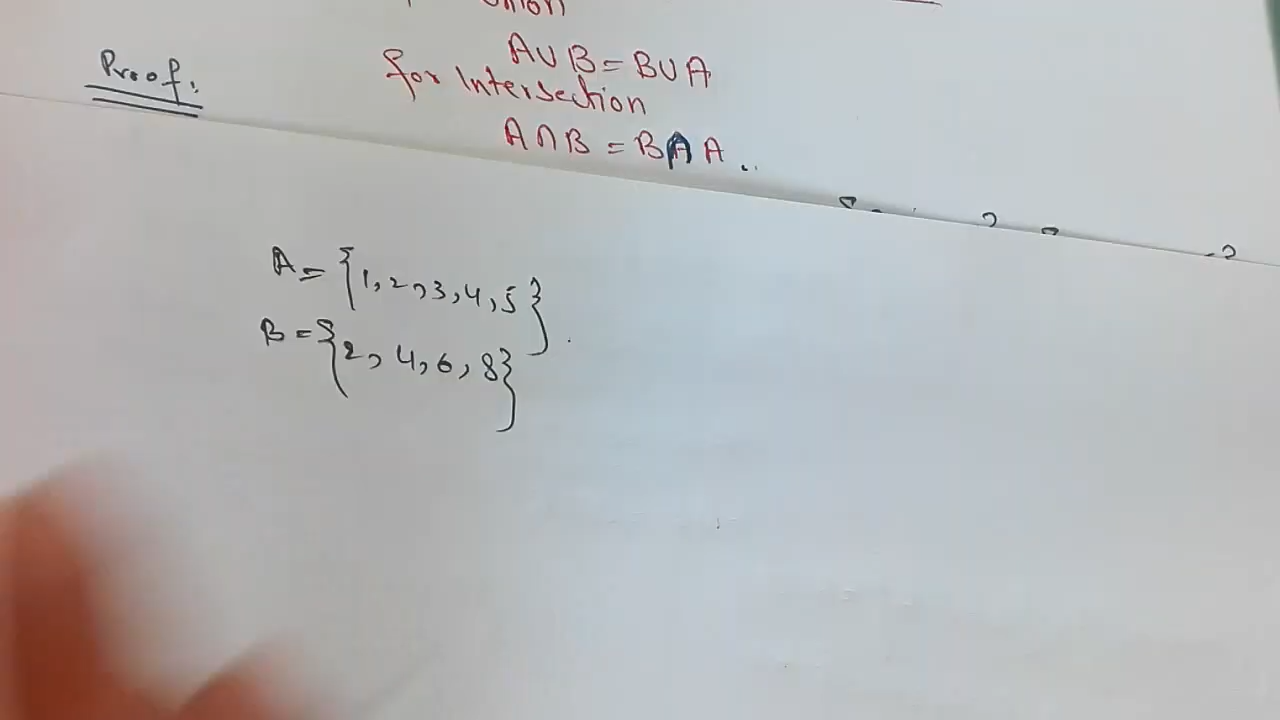 Proof:
A∪B = B∪A
for Intersection
A∩B = B∩A ..
A = {1, 2, 3, 4, 5} .
B = {2, 4, 6, 8}